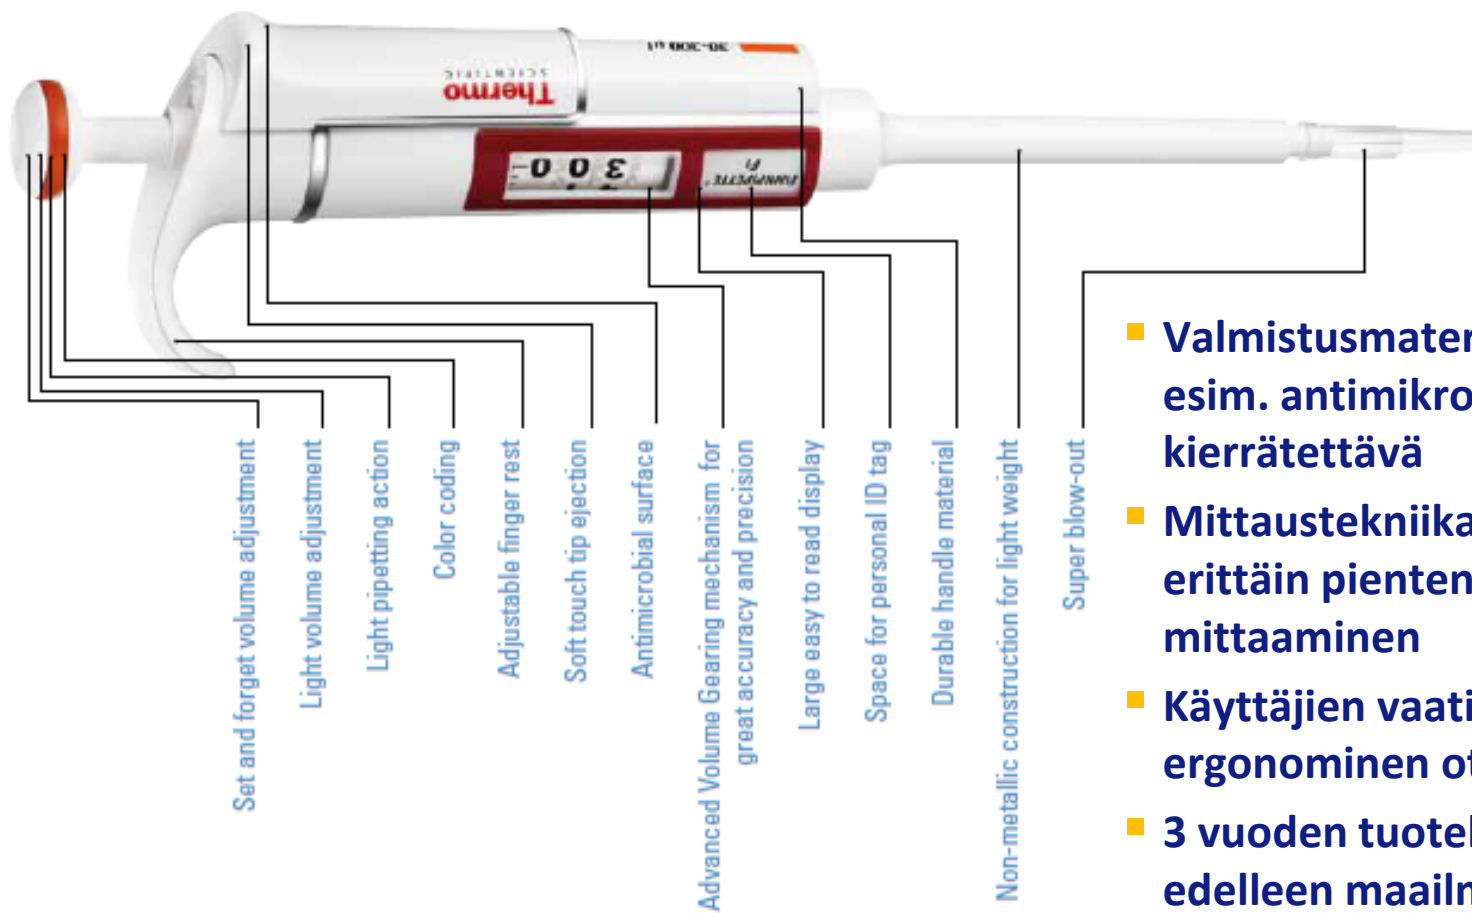 30-300 µl
Thermo
SCIENTIFIC
300
FINNPIPETTE®
F1
Set and forget volume adjustment
Light volume adjustment
Light pipetting action
Color coding
Adjustable finger rest
Soft touch tip ejection
Antimicrobial surface
Advanced Volume Gearing mechanism for
great accuracy and precision
Large easy to read display
Space for personal ID tag
Durable handle material
Non-metallic construction for light weight
Super blow-out
Valmistusmater
esim. antimikro
kierrätettävä
Mittaustekniika
erittäin pienten
mittaaminen
Käyttäjien vaati
ergonominen ot
3 vuoden tuotel
edelleen maailm